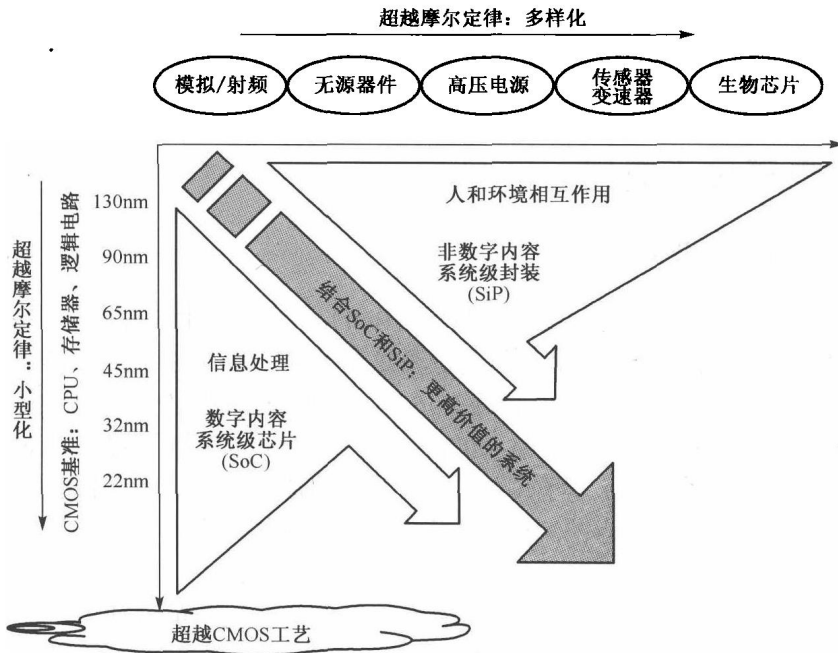 超越摩尔定律：多样化
模拟/射频
无源器件
高压电源
传感器
变速器
生物芯片
超越摩尔定律：小型化
CMOS基准：CPU、存储器、逻辑电路
130nm
90nm
65nm
45nm
32nm
22nm
人和环境相互作用
非数字内容
系统级封装
(SiP)
结合SoC和SiP：更高价值的系统
信息处理
数字内容
系统级芯片
(SoC)
超越CMOS工艺